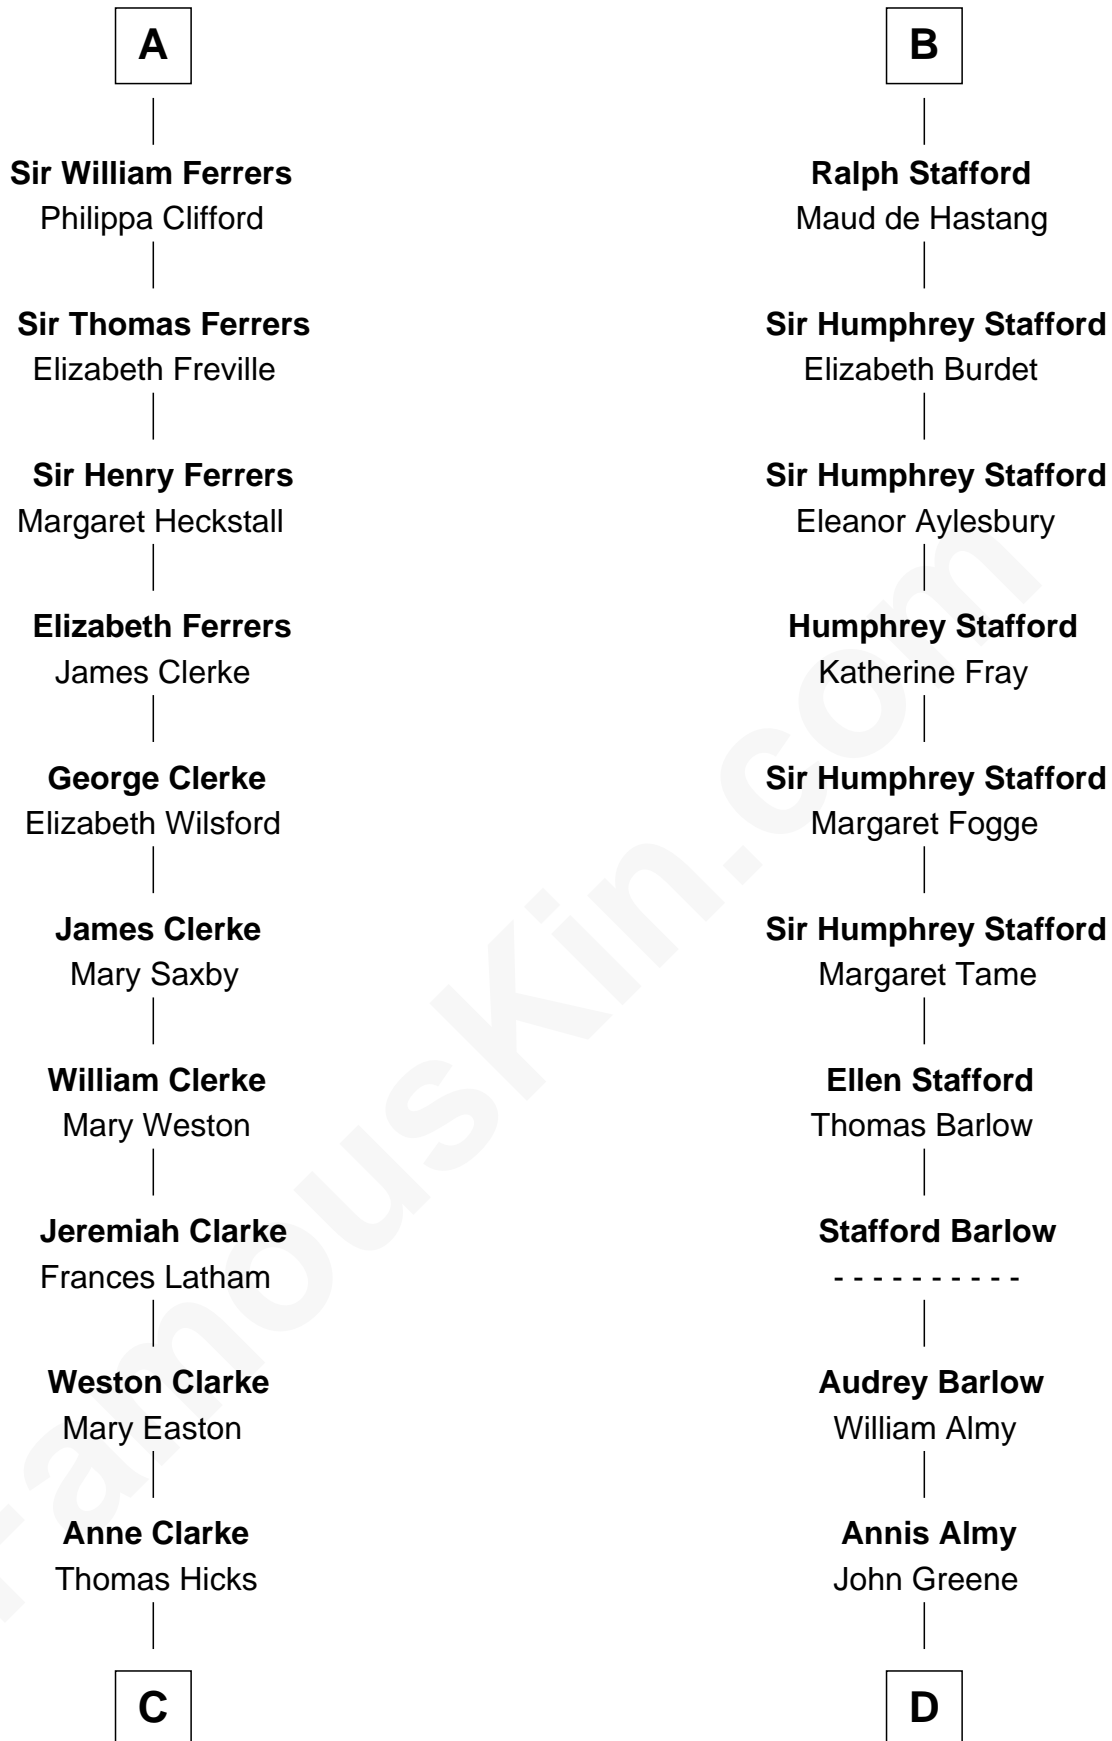 A
Sir William Ferrers
Philippa Clifford
Sir Thomas Ferrers
Elizabeth Freville
Sir Henry Ferrers
Margaret Heckstall
Elizabeth Ferrers
James Clerke
George Clerke
Elizabeth Wilsford
James Clerke
Mary Saxby
William Clerke
Mary Weston
Jeremiah Clarke
Frances Latham
Weston Clarke
Mary Easton
Anne Clarke
Thomas Hicks
C
B
Ralph Stafford
Maud de Hastang
Sir Humphrey Stafford
Elizabeth Burdet
Sir Humphrey Stafford
Eleanor Aylesbury
Humphrey Stafford
Katherine Fray
Sir Humphrey Stafford
Margaret Fogge
Sir Humphrey Stafford
Margaret Tame
Ellen Stafford
Thomas Barlow
Stafford Barlow
- - - - - - - - - -
Audrey Barlow
William Almy
Annis Almy
John Greene
D
FamousKin.com